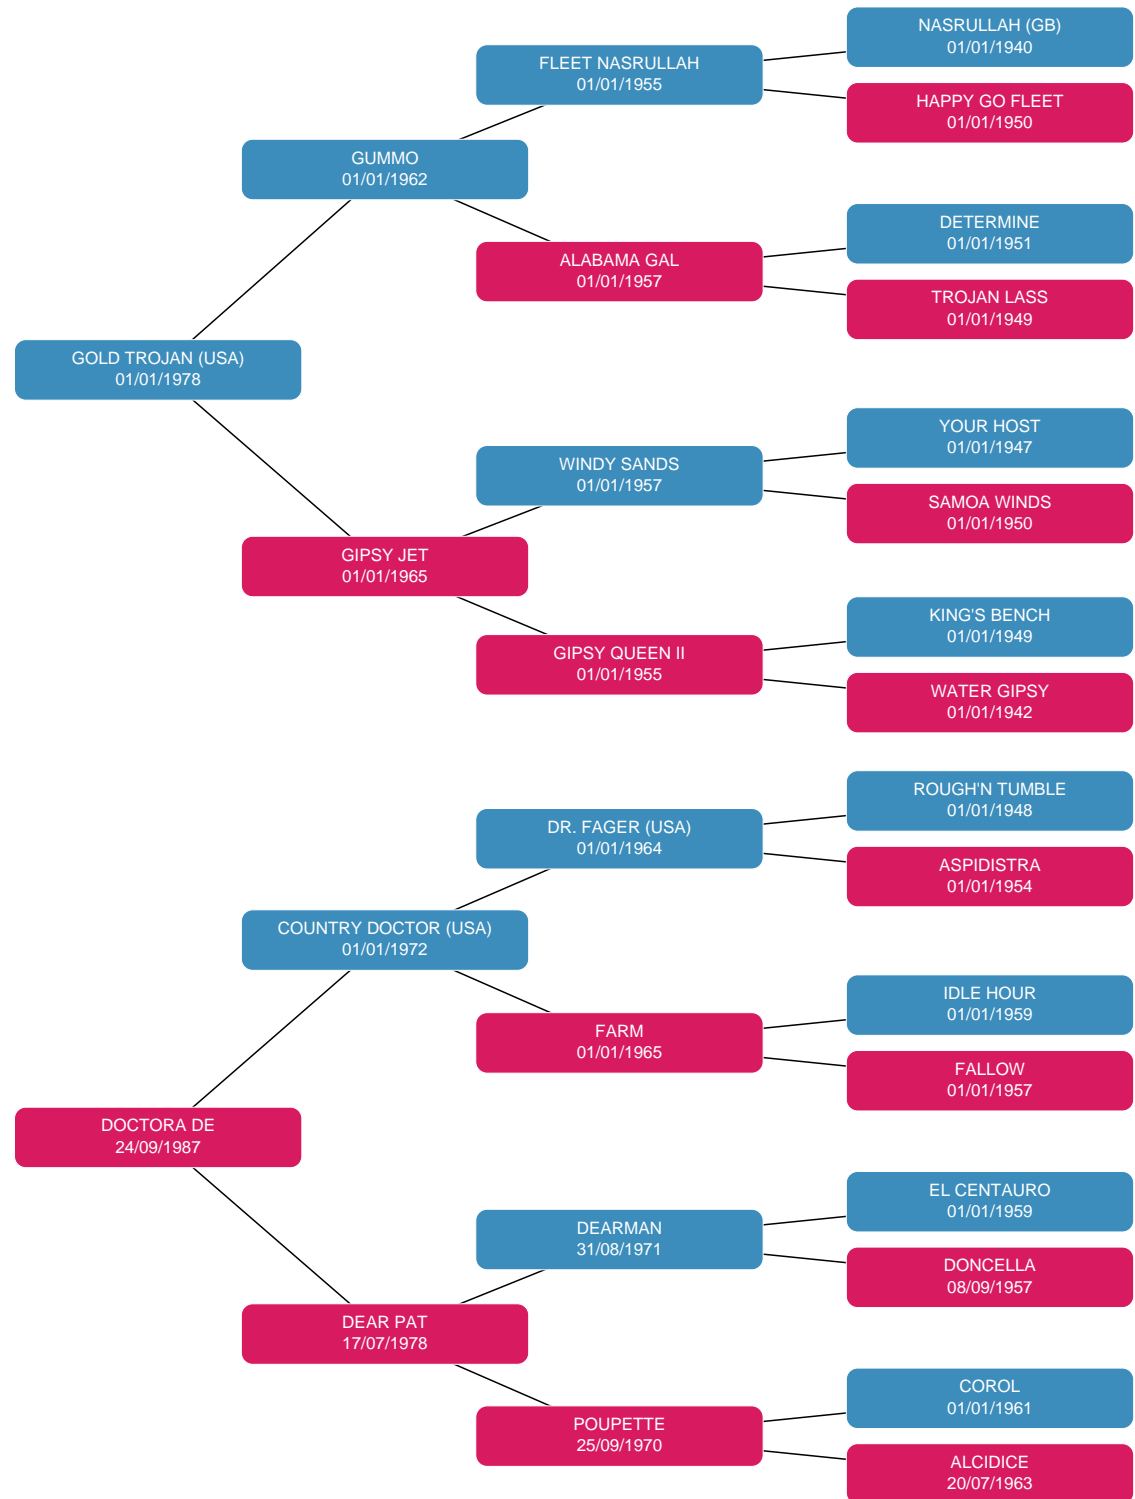 NASRULLAH (GB)
01/01/1940
FLEET NASRULLAH
01/01/1955
HAPPY GO FLEET
01/01/1950
GUMMO
01/01/1962
DETERMINE
01/01/1951
ALABAMA GAL
01/01/1957
TROJAN LASS
01/01/1949
GOLD TROJAN (USA)
01/01/1978
YOUR HOST
01/01/1947
WINDY SANDS
01/01/1957
SAMOA WINDS
01/01/1950
GIPSY JET
01/01/1965
KING'S BENCH
01/01/1949
GIPSY QUEEN II
01/01/1955
WATER GIPSY
01/01/1942
ROUGH'N TUMBLE
01/01/1948
DR. FAGER (USA)
01/01/1964
ASPIDISTRA
01/01/1954
COUNTRY DOCTOR (USA)
01/01/1972
IDLE HOUR
01/01/1959
FARM
01/01/1965
FALLOW
01/01/1957
DOCTORA DE
24/09/1987
EL CENTAURO
01/01/1959
DEARMAN
31/08/1971
DONCELLA
08/09/1957
DEAR PAT
17/07/1978
COROL
01/01/1961
POUPETTE
25/09/1970
ALCIDICE
20/07/1963